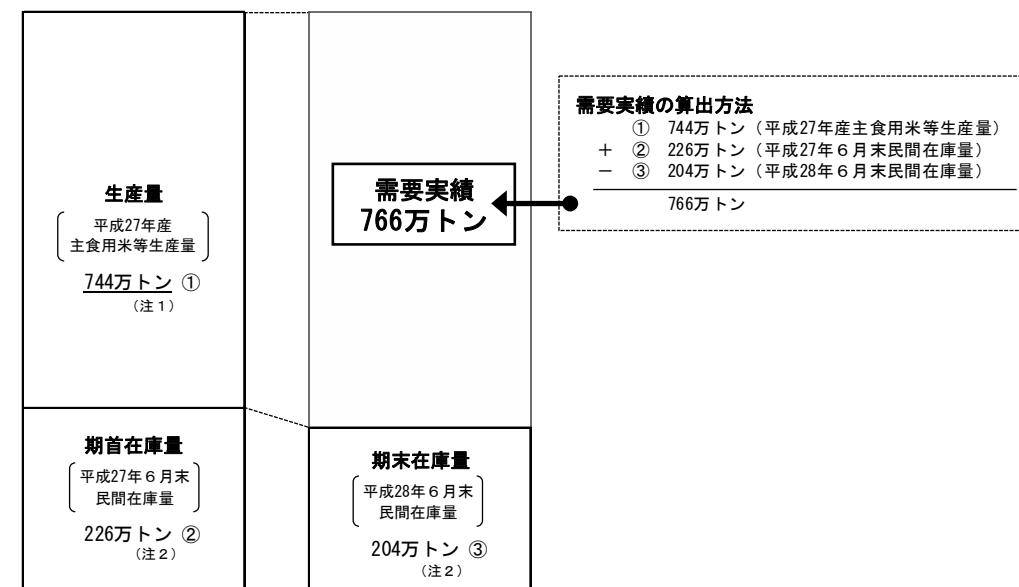 生産量
平成27年産
主食用米等生産量
744万トン ①
（注１）
期首在庫量
平成27年６月末
民間在庫量
226万トン ②
（注２）
需要実績
766万トン
期末在庫量
平成28年６月末
民間在庫量
204万トン ③
（注２）
需要実績の算出方法
① 744万トン（平成27年産主食用米等生産量）
＋ ② 226万トン（平成27年６月末民間在庫量）
－ ③ 204万トン（平成28年６月末民間在庫量）
766万トン